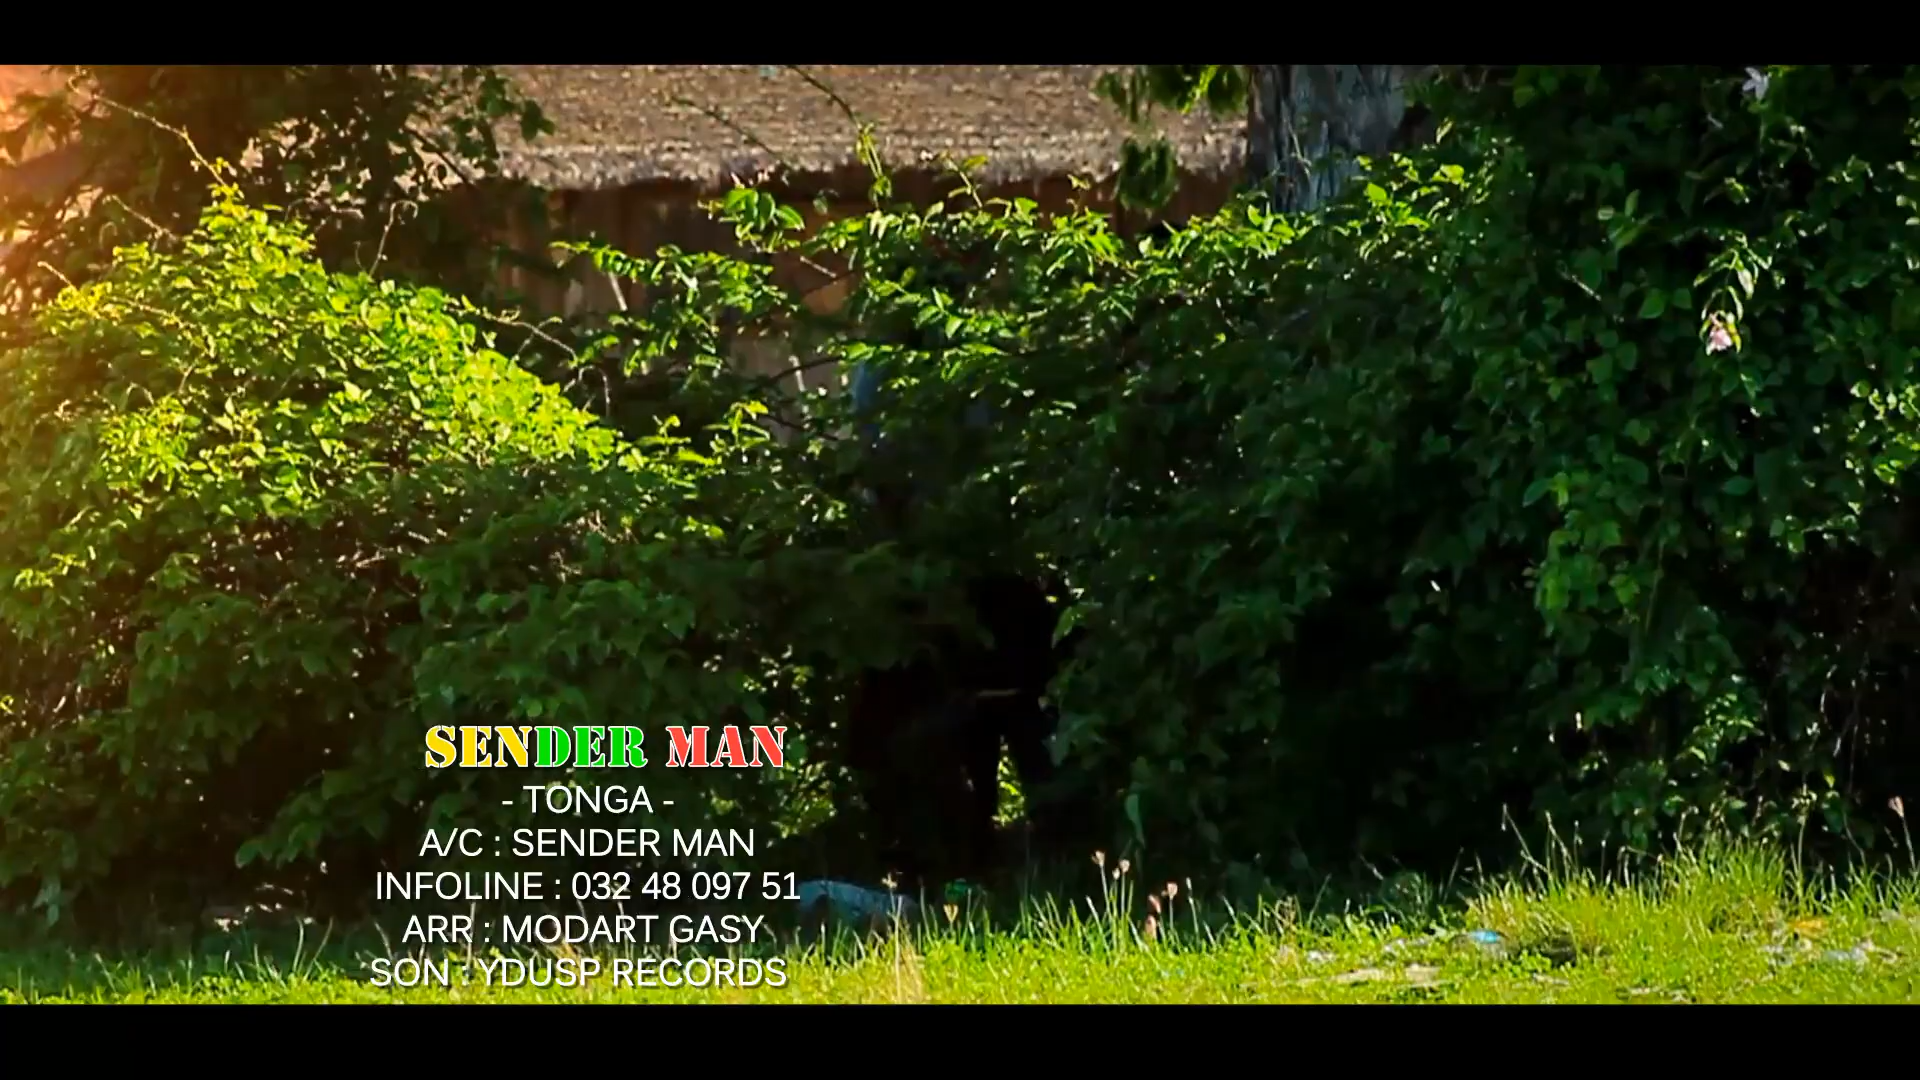 SENDER MAN
- TONGA -
A/C : SENDER MAN
INFOLINE : 032 48 097 51
ARR : MODART GASY
SON : YDUSP RECORDS